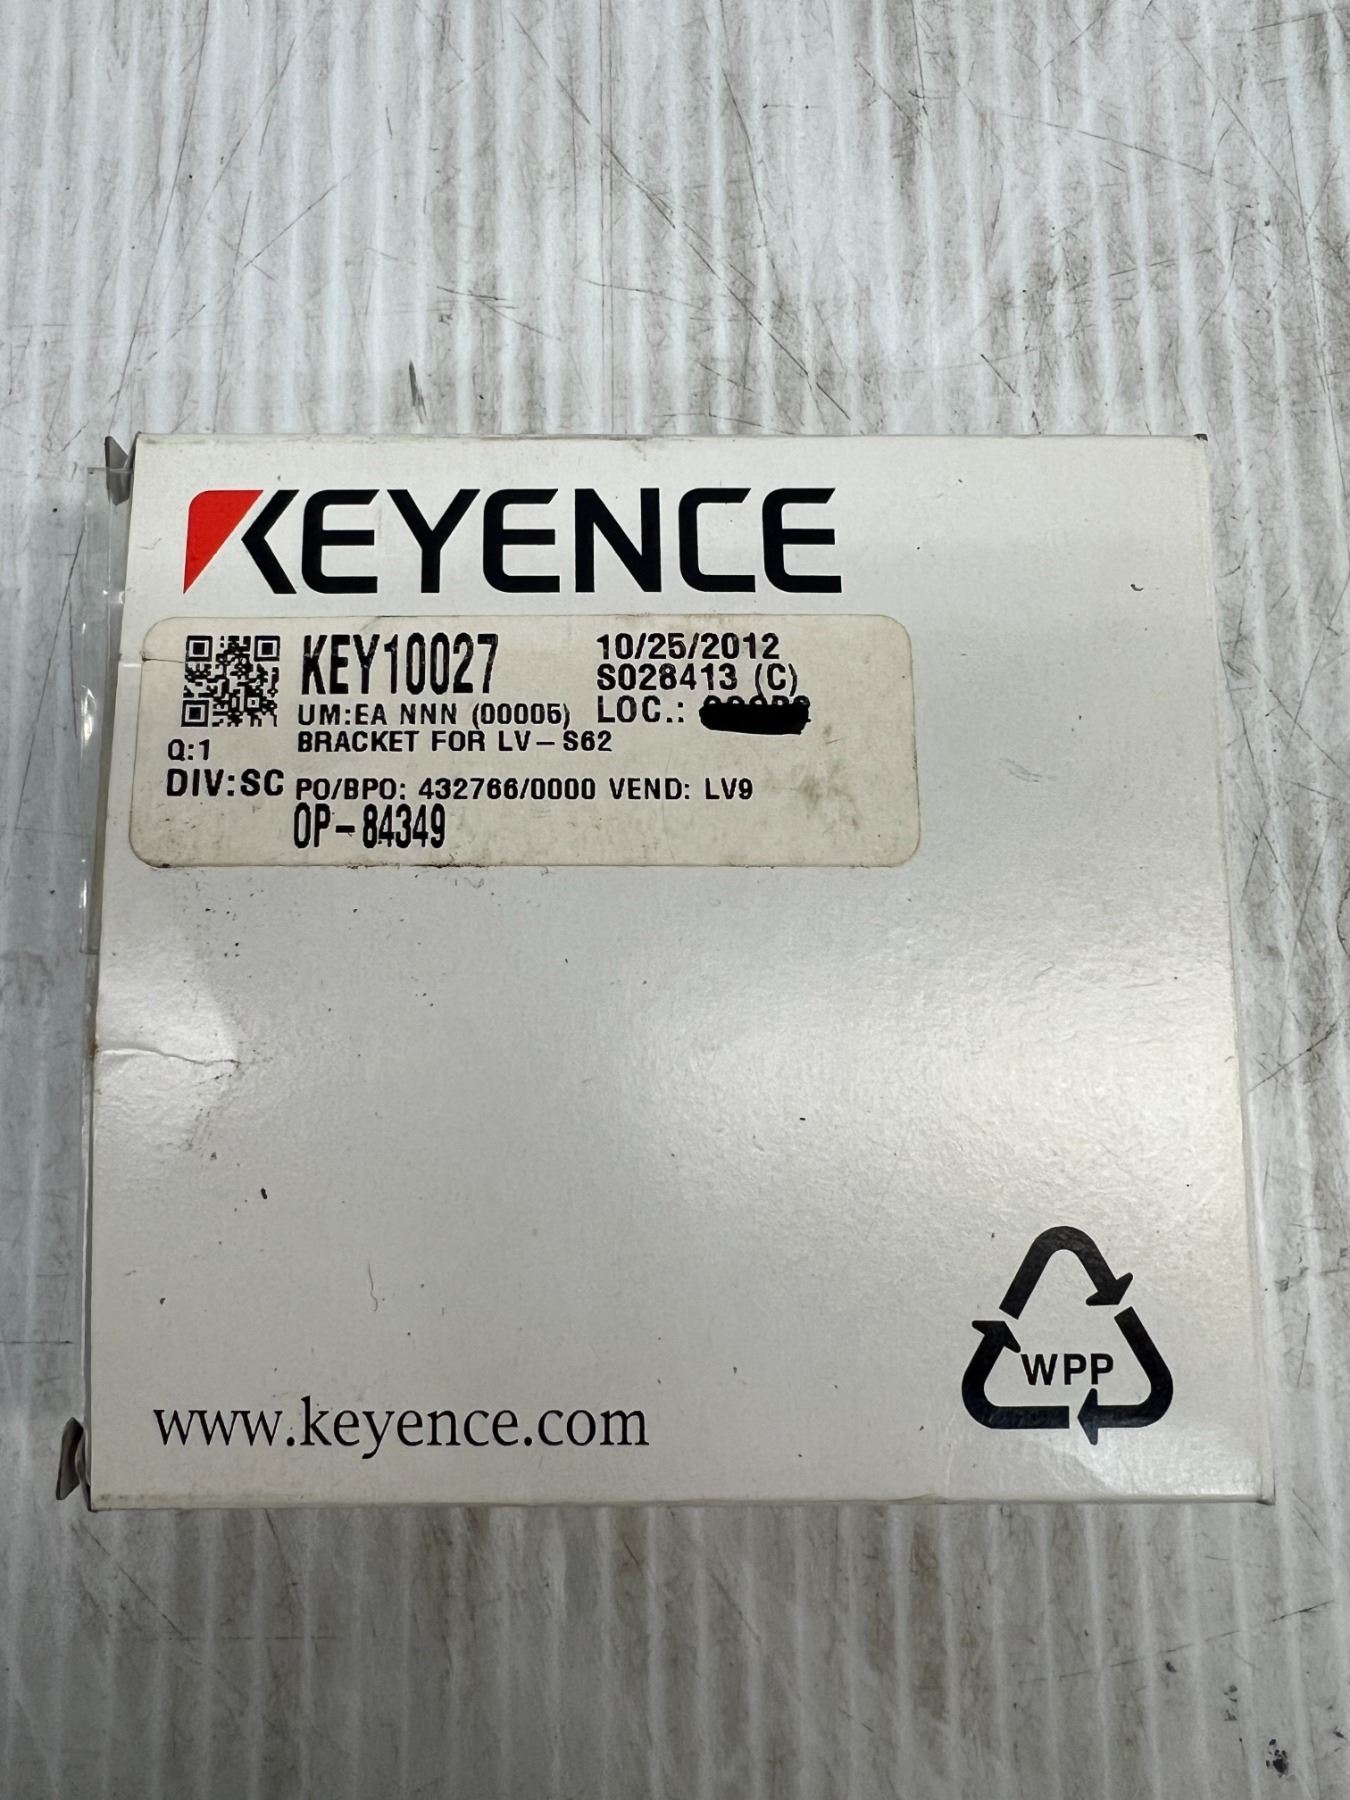 KEYENCE
KEY10027
10/25/2012
S028413 (C)
UM:EA NNN (00005)
LOC.:
Q:1
BRACKET FOR LV-S62
DIV:SC
PO/BPO: 432766/0000 VEND: LV9
OP-84349
WPP
www.keyence.com